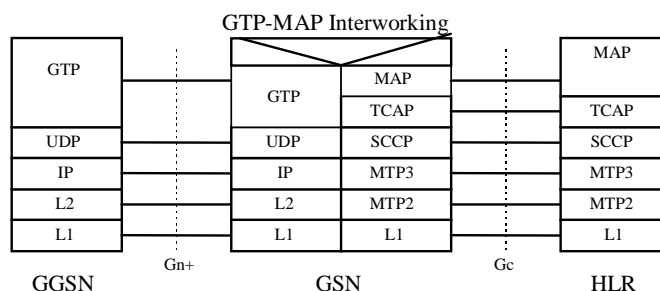 GTP-MAP Interworking
GTP GTP MAP MAP
TCAP TCAP
UDP UDP SCCP SCCP
IP IP MTP3 MTP3
L2 L2 MTP2 MTP2
L1 L1 L1 L1
Gn+ Gc
GGSN GSN HLR